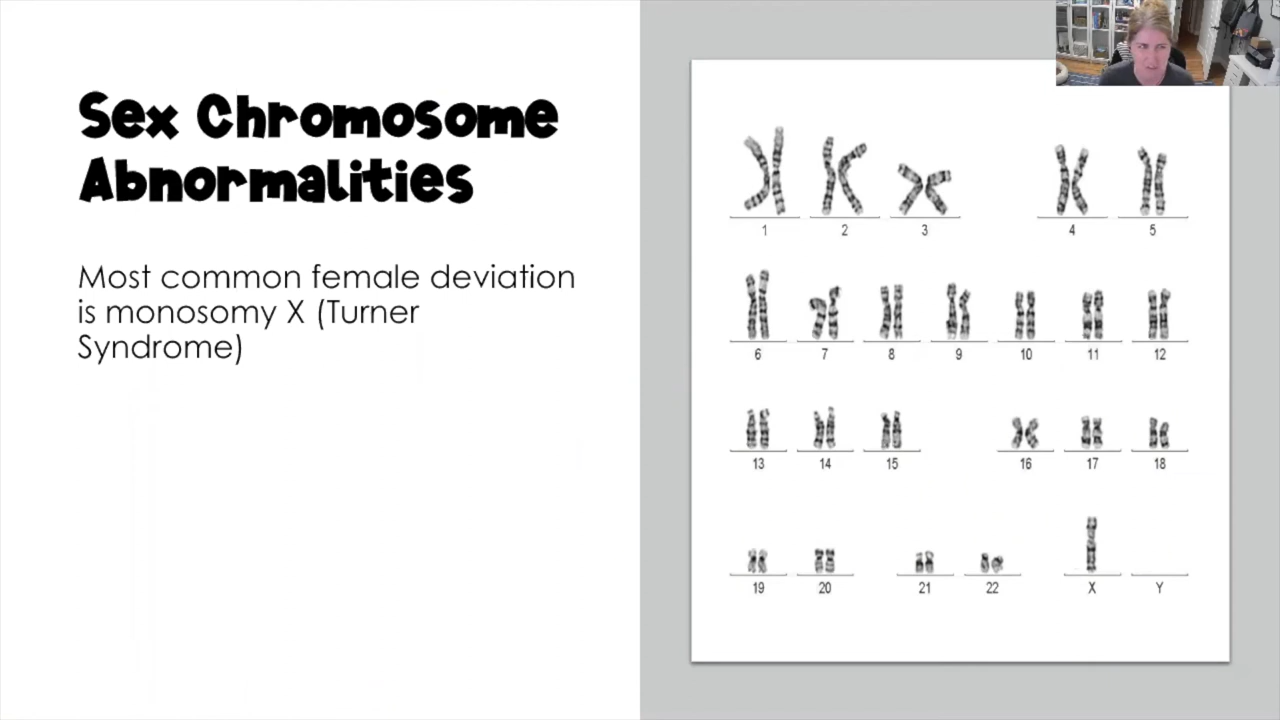 Sex Chromosome
Abnormalities
Most common female deviation
is monosomy X (Turner
Syndrome)
1 2 3 4 5
6 7 8 9 10 11 12
13 14 15 16 17 18
19 20 21 22 X Y